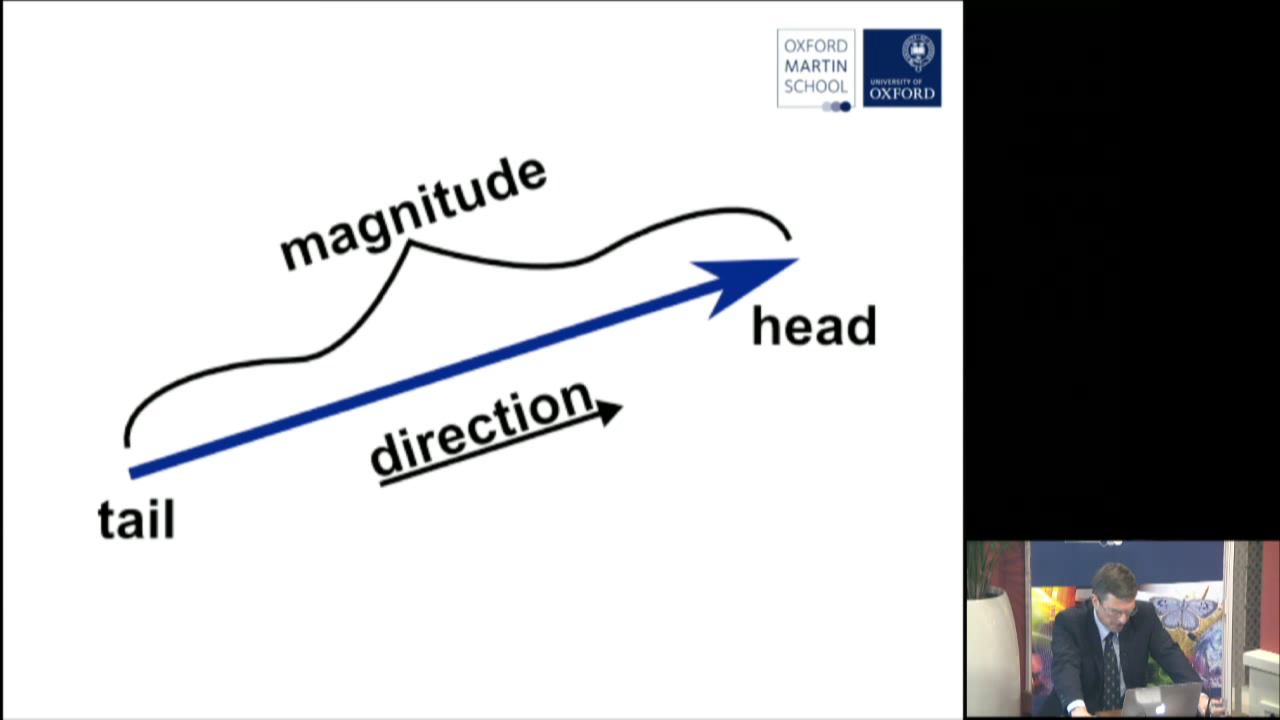 OXFORD
MARTIN
SCHOOL
UNIVERSITY OF
OXFORD
magnitude
head
direction
tail